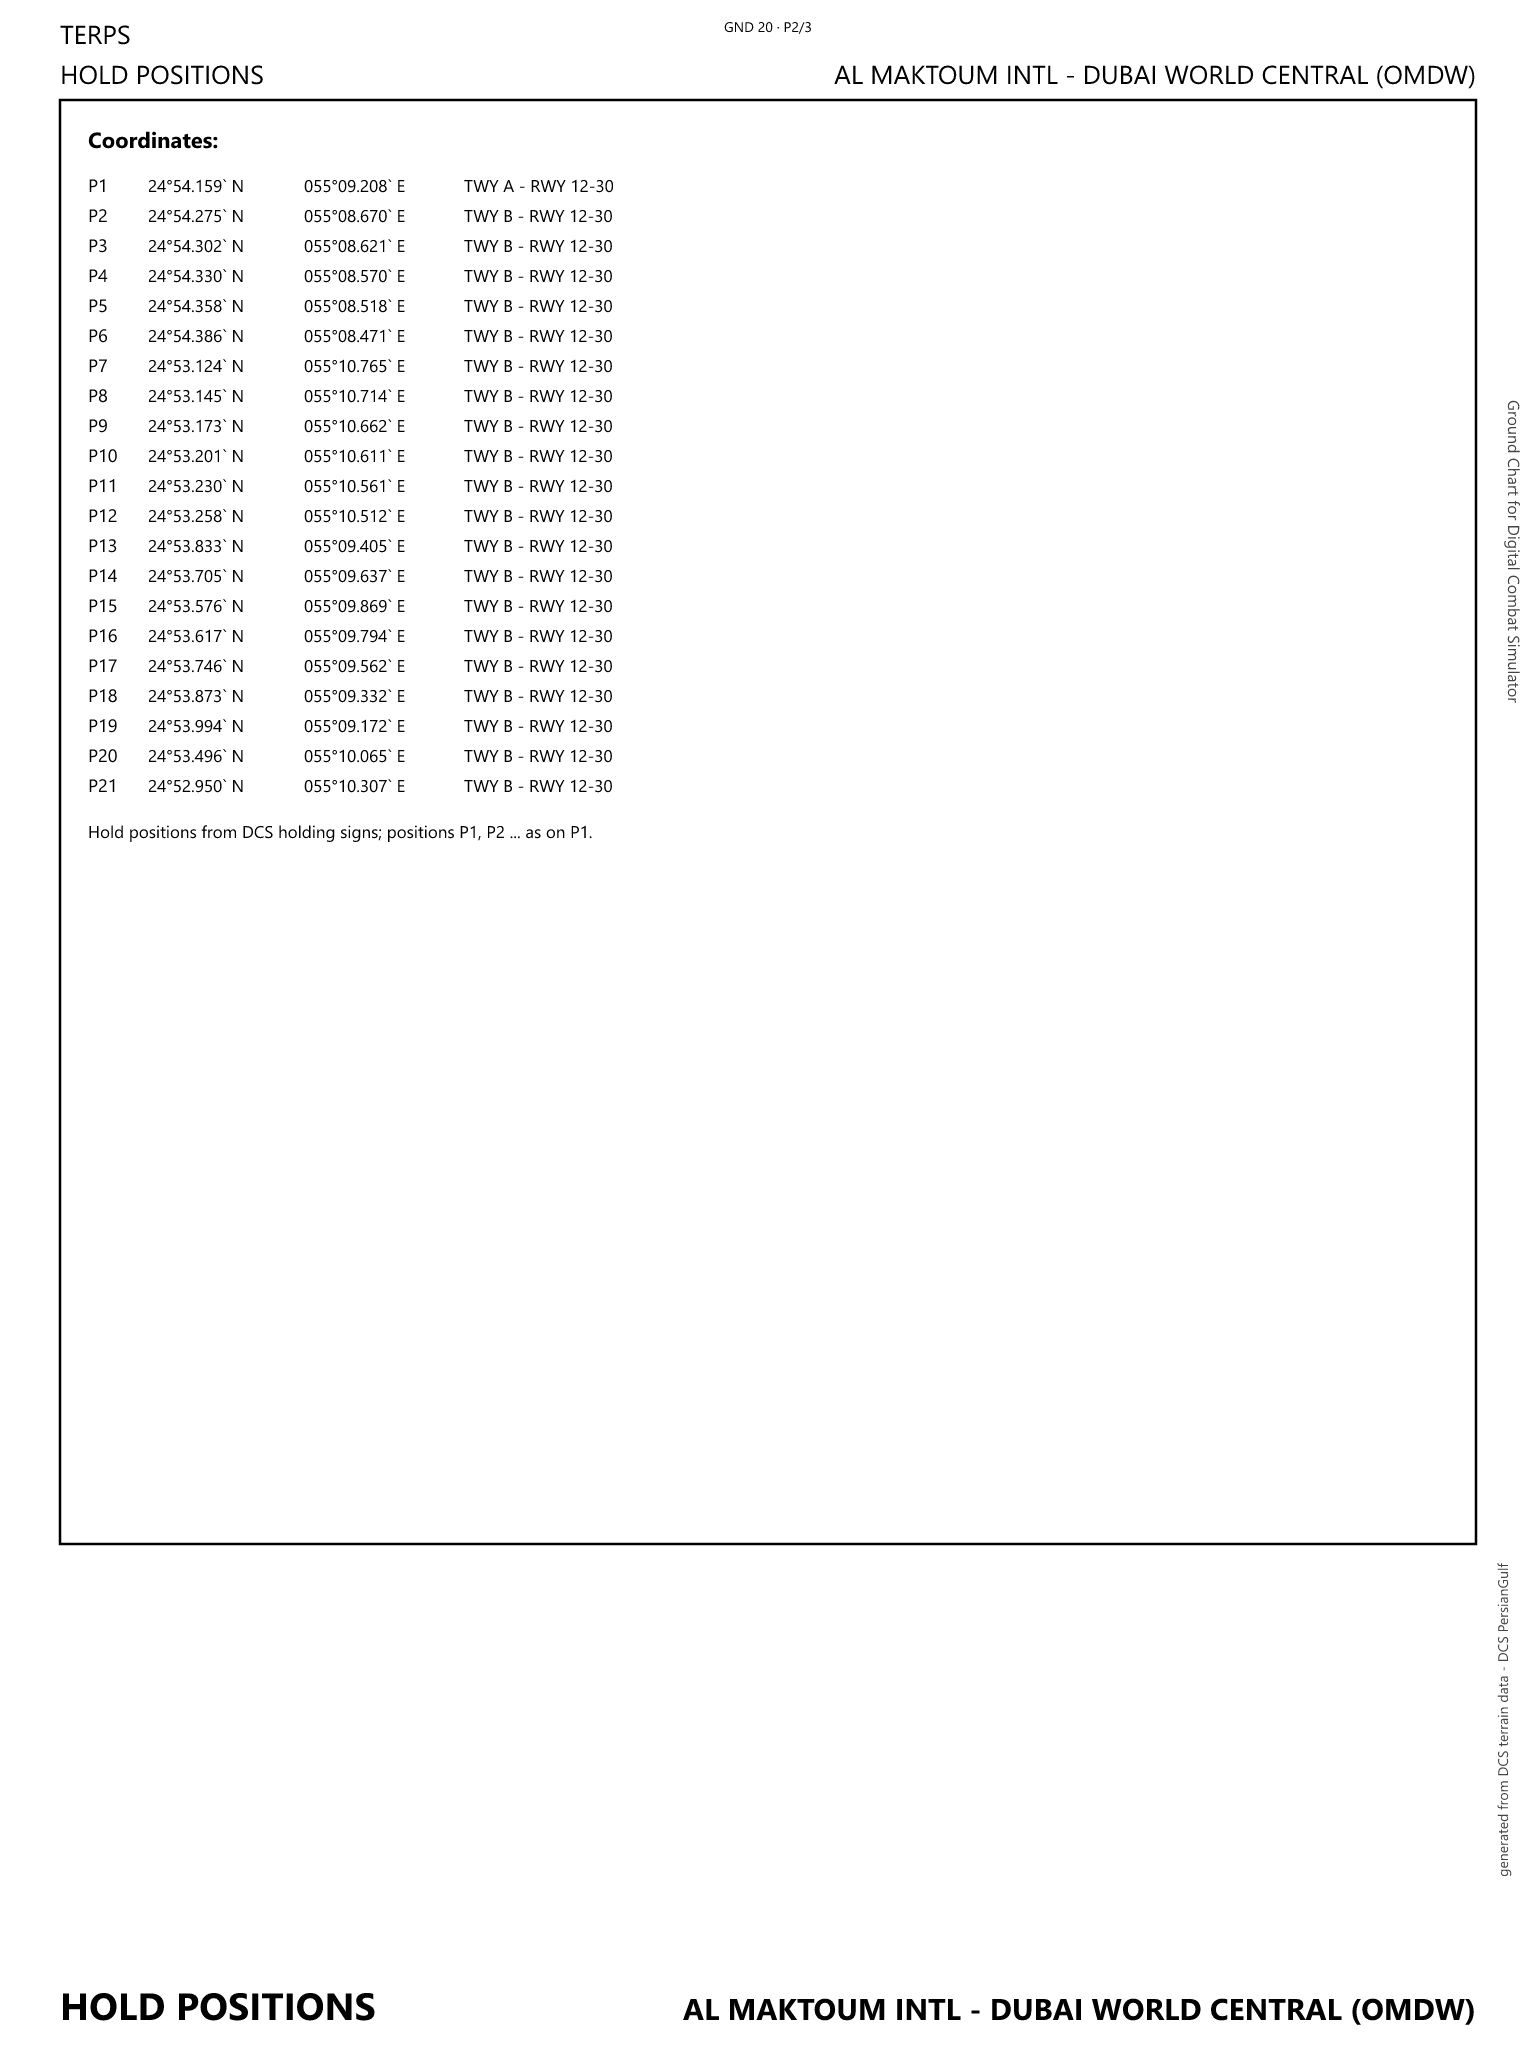 TERPS
GND 20 · P2/3
HOLD POSITIONS
AL MAKTOUM INTL - DUBAI WORLD CENTRAL (OMDW)
Coordinates:
P1 24°54.159` N 055°09.208` E TWY A - RWY 12-30
P2 24°54.275` N 055°08.670` E TWY B - RWY 12-30
P3 24°54.302` N 055°08.621` E TWY B - RWY 12-30
P4 24°54.330` N 055°08.570` E TWY B - RWY 12-30
P5 24°54.358` N 055°08.518` E TWY B - RWY 12-30
P6 24°54.386` N 055°08.471` E TWY B - RWY 12-30
P7 24°53.124` N 055°10.765` E TWY B - RWY 12-30
P8 24°53.145` N 055°10.714` E TWY B - RWY 12-30
P9 24°53.173` N 055°10.662` E TWY B - RWY 12-30
P10 24°53.201` N 055°10.611` E TWY B - RWY 12-30
P11 24°53.230` N 055°10.561` E TWY B - RWY 12-30
P12 24°53.258` N 055°10.512` E TWY B - RWY 12-30
P13 24°53.833` N 055°09.405` E TWY B - RWY 12-30
P14 24°53.705` N 055°09.637` E TWY B - RWY 12-30
P15 24°53.576` N 055°09.869` E TWY B - RWY 12-30
P16 24°53.617` N 055°09.794` E TWY B - RWY 12-30
P17 24°53.746` N 055°09.562` E TWY B - RWY 12-30
P18 24°53.873` N 055°09.332` E TWY B - RWY 12-30
P19 24°53.994` N 055°09.172` E TWY B - RWY 12-30
P20 24°53.496` N 055°10.065` E TWY B - RWY 12-30
P21 24°52.950` N 055°10.307` E TWY B - RWY 12-30
Hold positions from DCS holding signs; positions P1, P2 ... as on P1.
Ground Chart for Digital Combat Simulator
generated from DCS terrain data - DCS PersianGulf
HOLD POSITIONS
AL MAKTOUM INTL - DUBAI WORLD CENTRAL (OMDW)